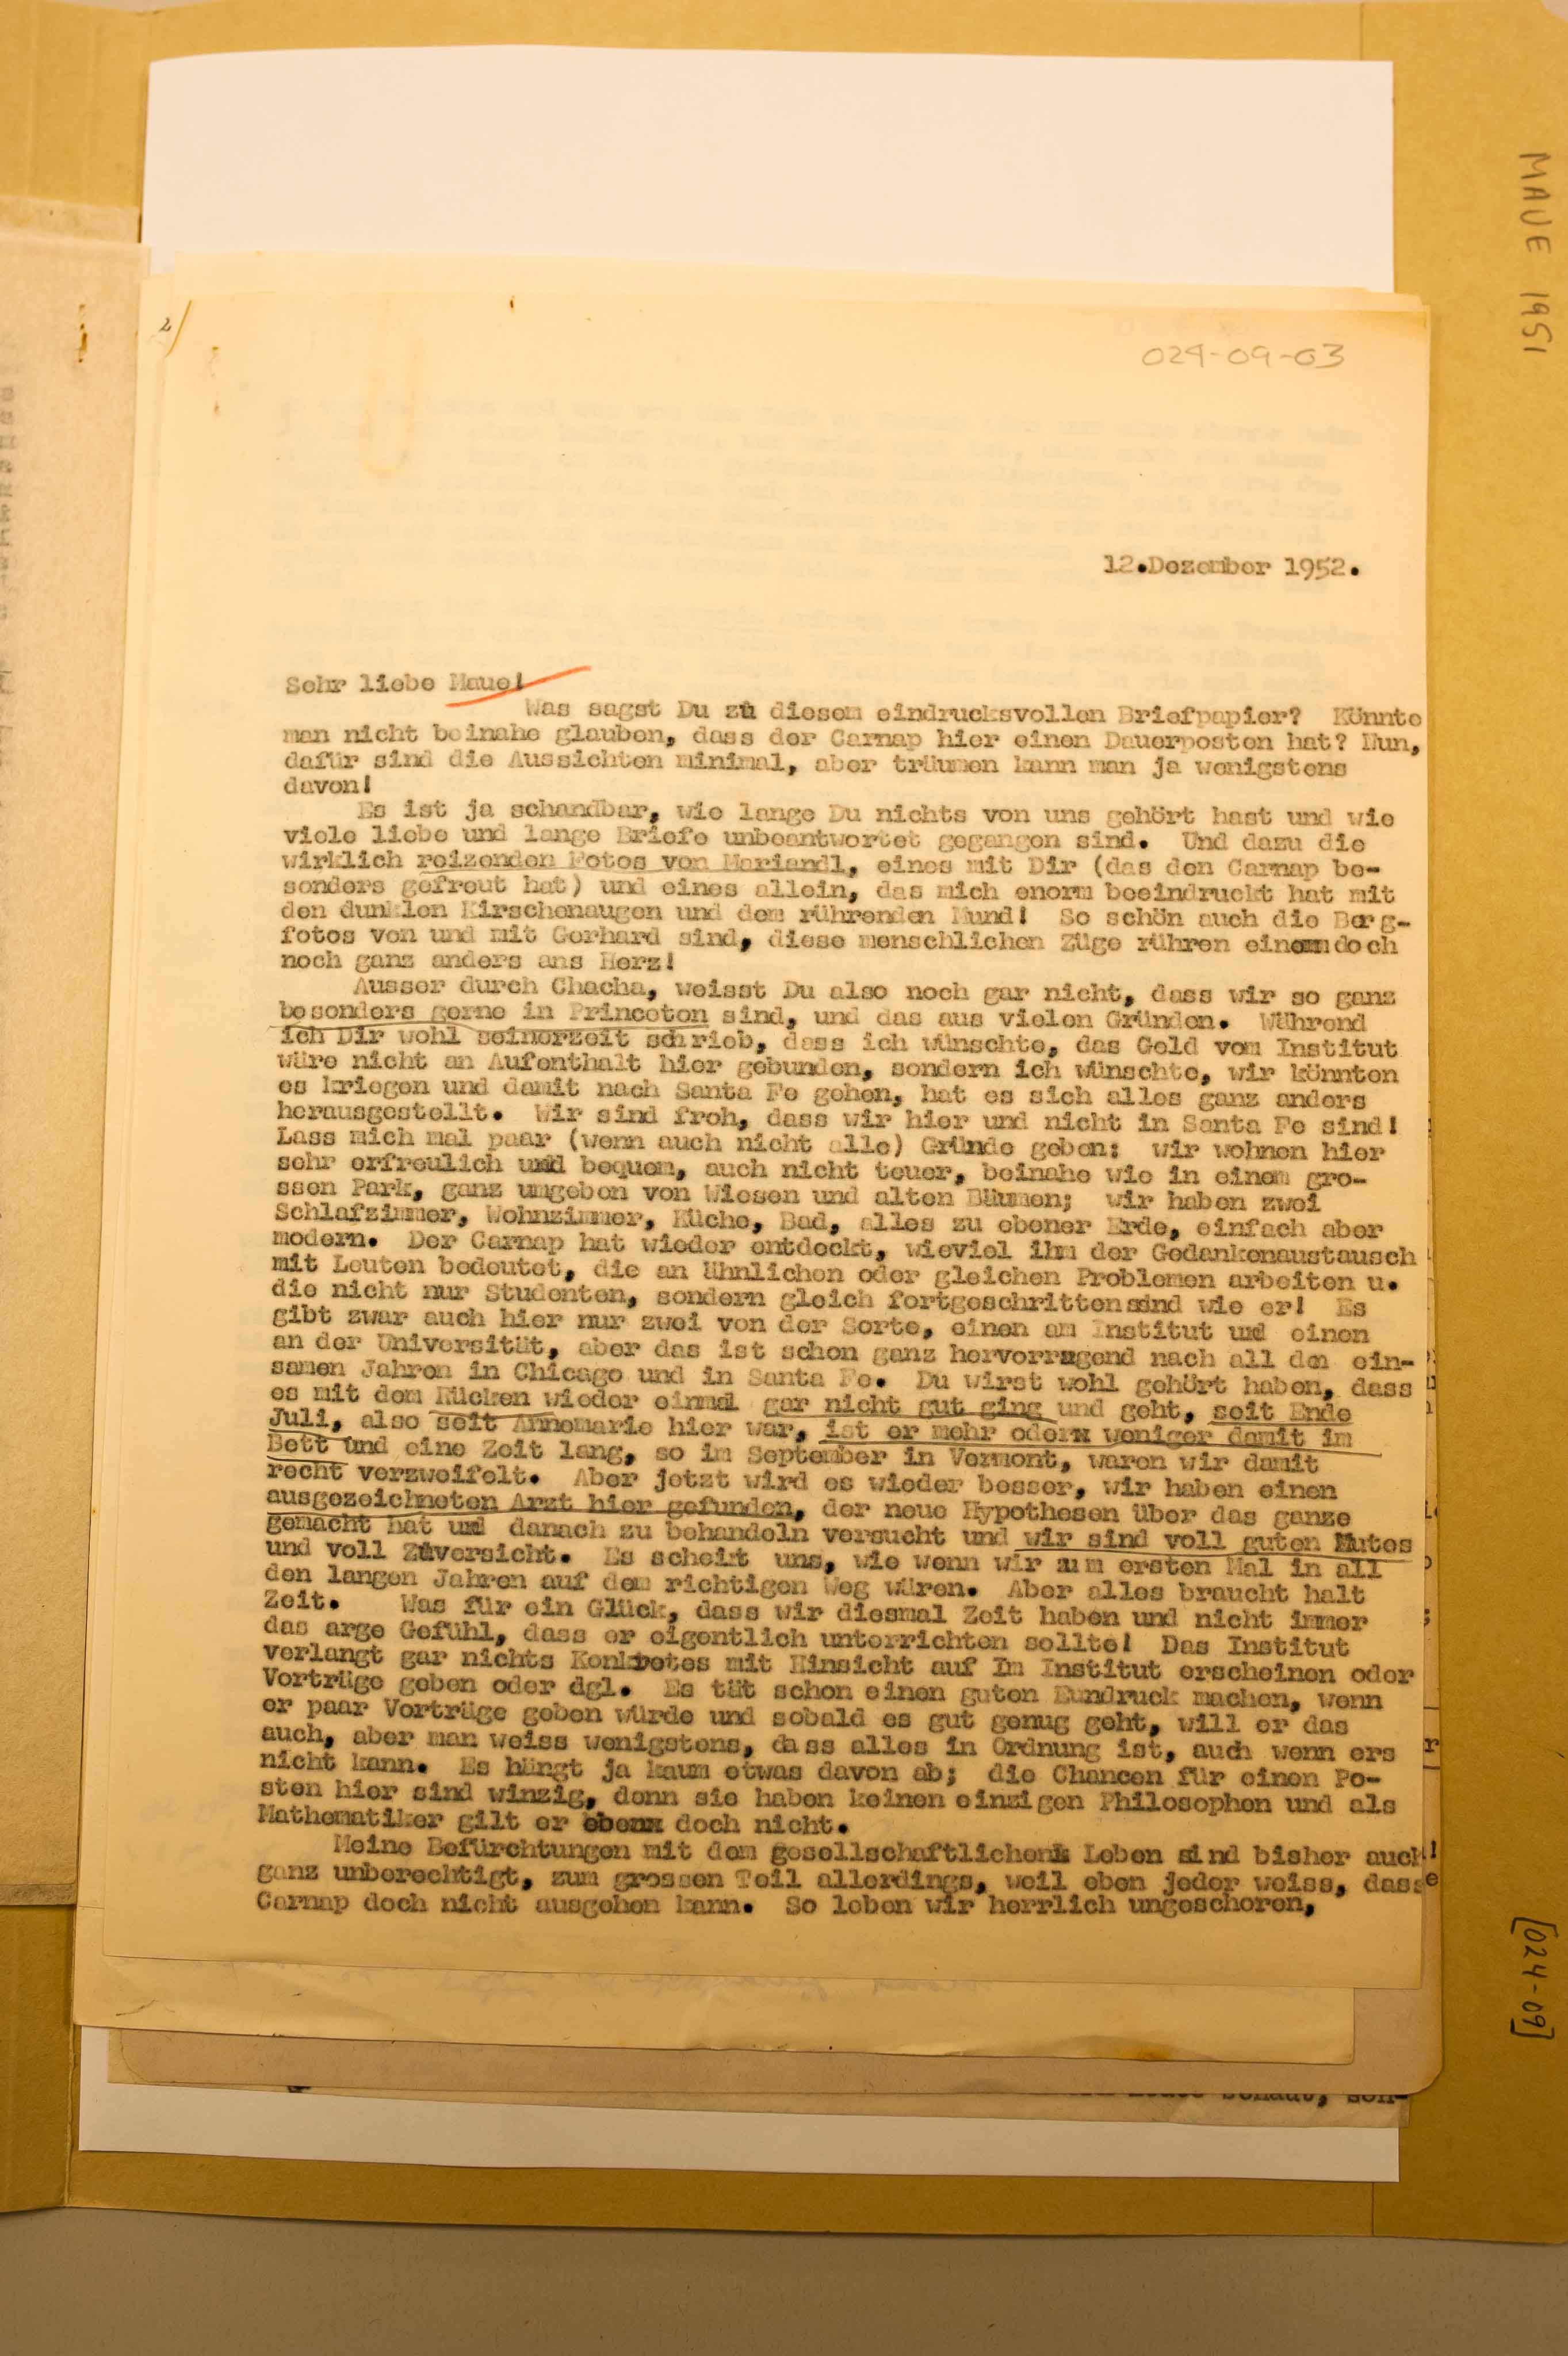 MAUE 1951
2/
024-09-03
12.Dezember 1952.
Sehr liebe Maue!
Was sagst Du zu diesem eindrucksvollen Briefpapier? Könnte
man nicht beinahe glauben, dass der Carnap hier einen Dauerposten hat? Nun,
dafür sind die Aussichten minimal, aber träumen kann man ja wenigstens
davon!
Es ist ja schandbar, wie lange Du nichts von uns gehört hast und wie
viele liebe und lange Briefe unbeantwortet gegangen sind. Und dazu die
wirklich reizenden Fotos von Mariandl, eines mit Dir (das den Carnap be-
sonders gefreut hat) und eines allein, das mich enorm beeindruckt hat mit
den dunklen Kirschenaugen und dem rührenden Mund! So schön auch die Berg-
fotos von und mit Gerhard sind, diese menschlichen Züge rühren einem doch
noch ganz anders ans Herz!
Ausser durch Chacha, weisst Du also noch gar nicht, dass wir so ganz
besonders gerne in Princeton sind, und das aus vielen Gründen. Während
ich Dir wohl seinerzeit schrieb, dass ich wünschte, das Geld vom Institut
wäre nicht an Aufenthalt hier gebunden, sondern ich wünschte, wir könnten
es kriegen und damit nach Santa Fe gehen, hat es sich alles ganz anders
herausgestellt. Wir sind froh, dass wir hier und nicht in Santa Fe sind!
Lass mich mal paar (wenn auch nicht alle) Gründe geben: wir wohnen hier
sehr erfreulich und bequem, auch nicht teuer, beinahe wie in einem gro-
ssen Park, ganz umgeben von Wiesen und alten Bäumen; wir haben zwei
Schlafzimmer, Wohnzimmer, Küche, Bad, alles zu ebener Erde, einfach aber
modern. Der Carnap hat wieder entdeckt, wieviel ihm der Gedankenaustausch
mit Leuten bedeutet, die an ähnlichen oder gleichen Problemen arbeiten u.
die nicht nur Studenten, sondern gleich fortgeschritten sind wie er! Es
gibt zwar auch hier nur zwei von der Sorte, einen am Institut und einen
an der Universität, aber das ist schon ganz hervorragend nach all den ein-
samen Jahren in Chicago und in Santa Fe. Du wirst wohl gehört haben, dass
es mit dem Rücken wieder einmal gar nicht gut ging und geht, seit Ende
Juli, also seit Annemarie hier war, ist er mehr oderx weniger damit im
Bett und eine Zeit lang, so im September in Vermont, waren wir damit
recht verzweifelt. Aber jetzt wird es wieder besser, wir haben einen
ausgezeichneten Arzt hier gefunden, der neue Hypothesen über das ganze
gemacht hat und danach zu behandeln versucht und wir sind voll guten Mutes
und voll Zuversicht. Es scheint uns, wie wenn wir zum ersten Mal in all
den langen Jahren auf dem richtigen Weg wären. Aber alles braucht halt
Zeit. Was für ein Glück, dass wir diesmal Zeit haben und nicht immer
das arge Gefühl, dass er eigentlich unterrichten sollte! Das Institut
verlangt gar nichts Konkretes mit Hinsicht auf Im Institut erscheinen oder
Vorträge geben oder dgl. Es tät schon einen guten Eundruck machen, wenn
er paar Vorträge geben würde und sobald es gut genug geht, will er das
auch, aber man weiss wenigstens, dass alles in Ordnung ist, auch wenn ers
nicht kann. Es hängt ja kaum etwas davon ab; die Chancen für einen Po-
sten hier sind winzig, denn sie haben keinen einzigen Philosophen und als
Mathematiker gilt er ebenx doch nicht.
Meine Befürchtungen mit dem gesellschaftlichen Leben sind bisher auch
ganz unberechtigt, zum grossen Teil allerdings, weil eben jeder weiss, dass
Carnap doch nicht ausgehen kann. So leben wir herrlich ungeschoren,
[024-09]
schaut, son-